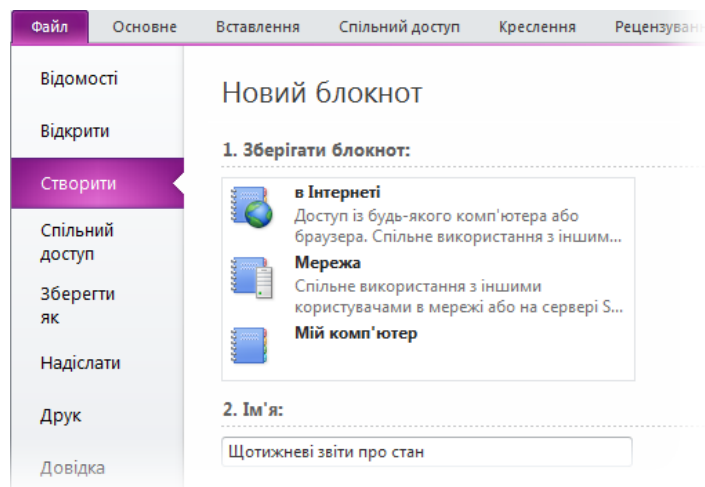 Файл Основне Вставлення Спільний доступ Креслення Рецензування
Відомості
Відкрити
Створити
Спільний
доступ
Зберегти
як
Надіслати
Друк
Довідка
Новий блокнот
1. Зберігати блокнот:
в Інтернеті
Доступ із будь-якого комп'ютера або
браузера. Спільне використання з іншим...
Мережа
Спільне використання з іншими
користувачами в мережі або на сервері S...
Мій комп'ютер
2. Ім'я:
Щотижневі звіти про стан